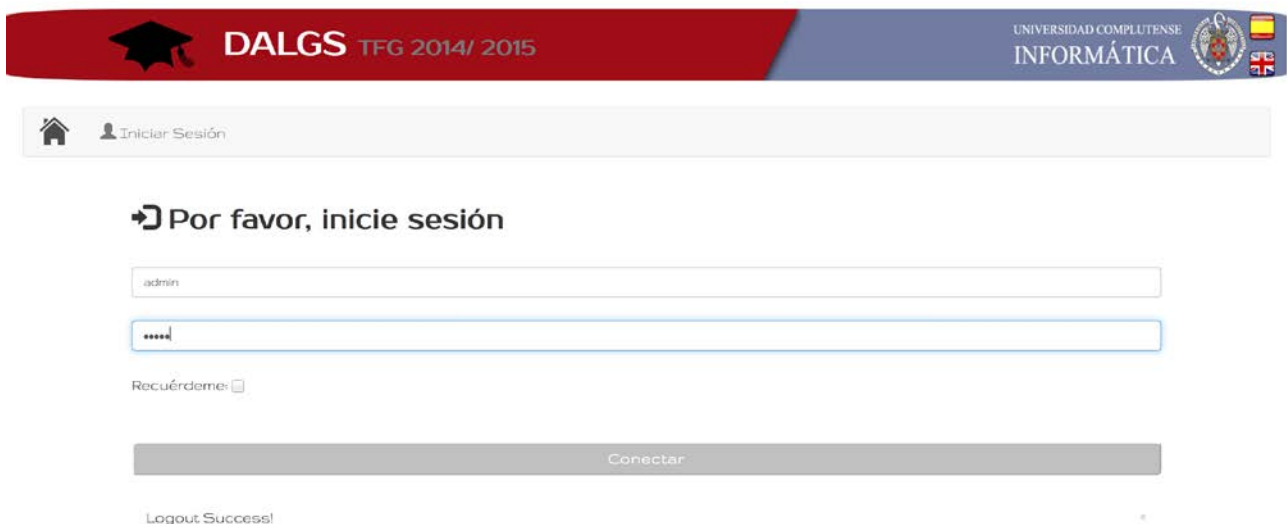 DALGS TFG 2014/ 2015
UNIVERSIDAD COMPLUTENSE
INFORMÁTICA
Iniciar Sesión
Por favor, inicie sesión
admin
•••••
Recuérdeme:
Conectar
Logout Success!